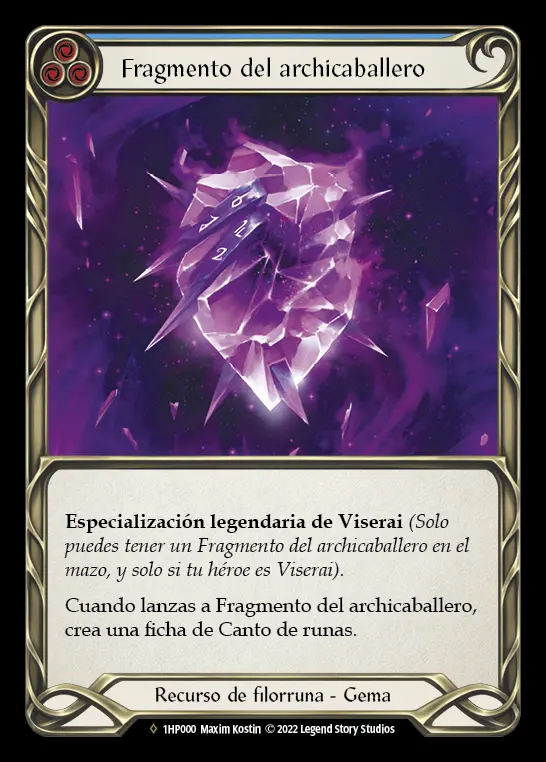 Fragmento del archicaballero
Especialización legendaria de Viserai (Solo
puedes tener un Fragmento del archicaballero en el
mazo, y solo si tu héroe es Viserai).
Cuando lanzas a Fragmento del archicaballero,
crea una ficha de Canto de runas.
Recurso de filorruna - Gema
1HP000 Maxim Kostin © 2022 Legend Story Studios